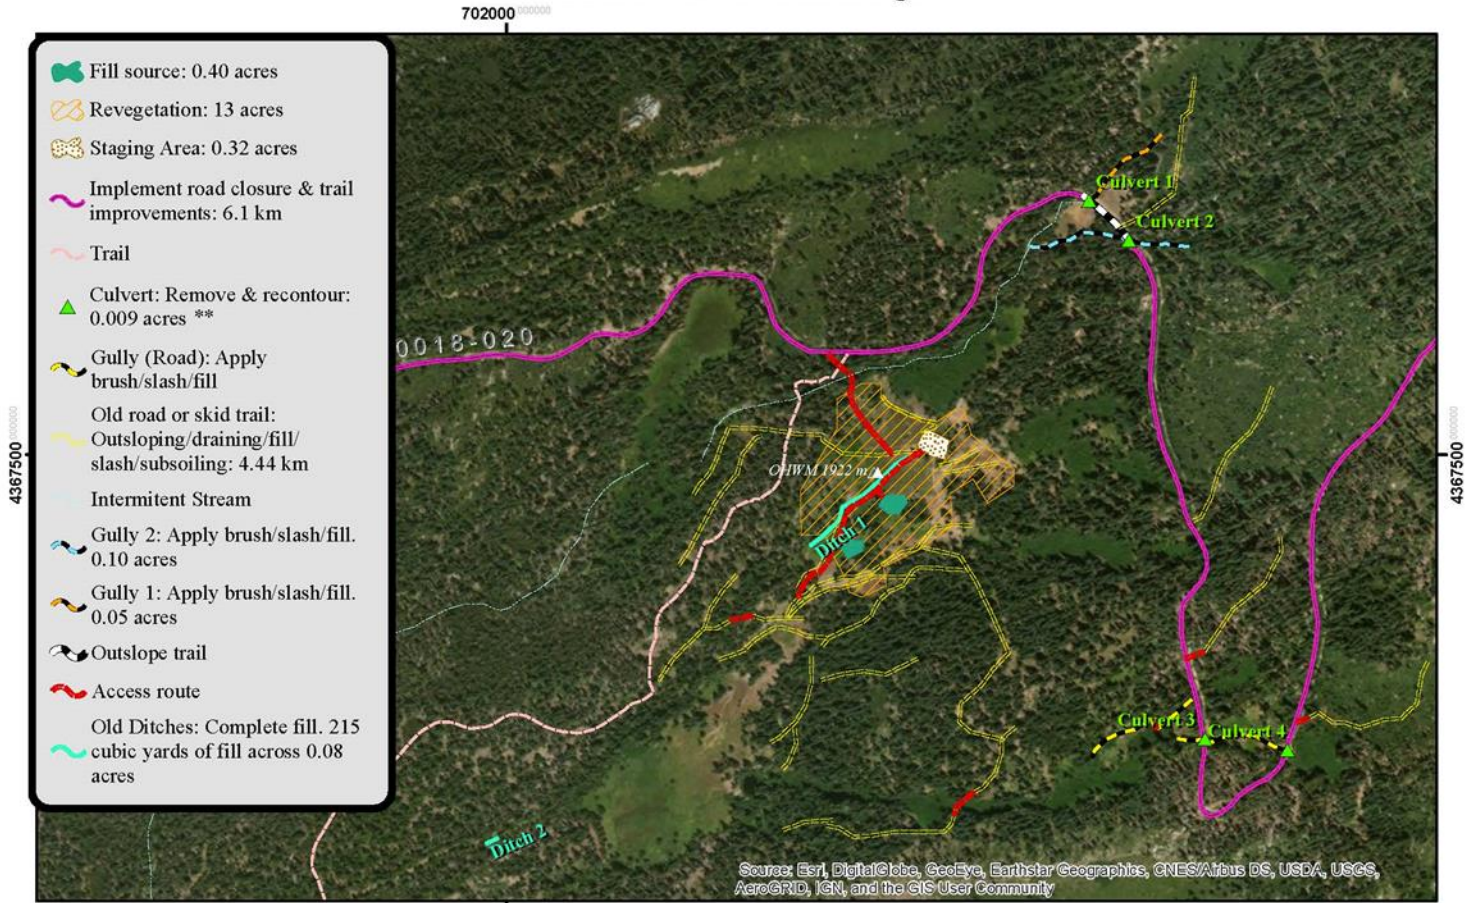 702000 000000
Fill source: 0.40 acres
Revegetation: 13 acres
Staging Area: 0.32 acres
Implement road closure & trail
improvements: 6.1 km
Trail
Culvert: Remove & recontour:
0.009 acres **
Gully (Road): Apply
brush/slash/fill
Old road or skid trail:
Outsloping/draining/fill/
slash/subsoiling: 4.44 km
Intermitent Stream
Gully 2: Apply brush/slash/fill.
0.10 acres
Gully 1: Apply brush/slash/fill.
0.05 acres
Outslope trail
Access route
Old Ditches: Complete fill. 215
cubic yards of fill across 0.08
acres
Culvert 1
Culvert 2
0018-020
OHWM 1922 m
Ditch 1
Culvert 3
Culvert 4
Ditch 2
4367500 000000
4367500 000000
Source: Esri, DigitalGlobe, GeoEye, Earthstar Geographics, CNES/Airbus DS, USDA, USGS,
AeroGRID, IGN, and the GIS User Community